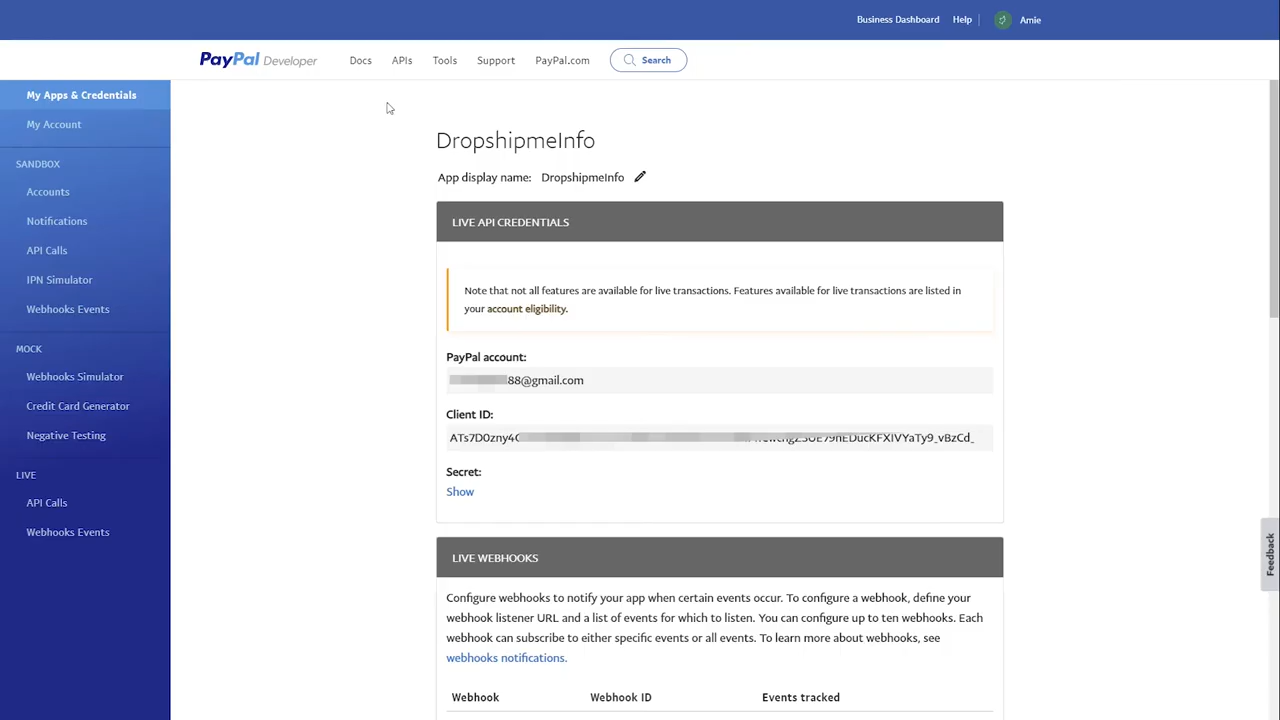 Business Dashboard Help Amie
PayPal Developer Docs APIs Tools Support PayPal.com Search
My Apps & Credentials
My Account
SANDBOX
Accounts
Notifications
API Calls
IPN Simulator
Webhooks Events
MOCK
Webhooks Simulator
Credit Card Generator
Negative Testing
LIVE
API Calls
Webhooks Events
DropshipmeInfo
App display name: DropshipmeInfo
LIVE API CREDENTIALS
Note that not all features are available for live transactions. Features available for live transactions are listed in
your account eligibility.
PayPal account:
88@gmail.com
Client ID:
ATs7D0zny4
Secret:
Show
LIVE WEBHOOKS
Configure webhooks to notify your app when certain events occur. To configure a webhook, define your
webhook listener URL and a list of events for which to listen. You can configure up to ten webhooks. Each
webhook can subscribe to either specific events or all events. To learn more about webhooks, see
webhooks notifications.
Webhook Webhook ID Events tracked
Feedback